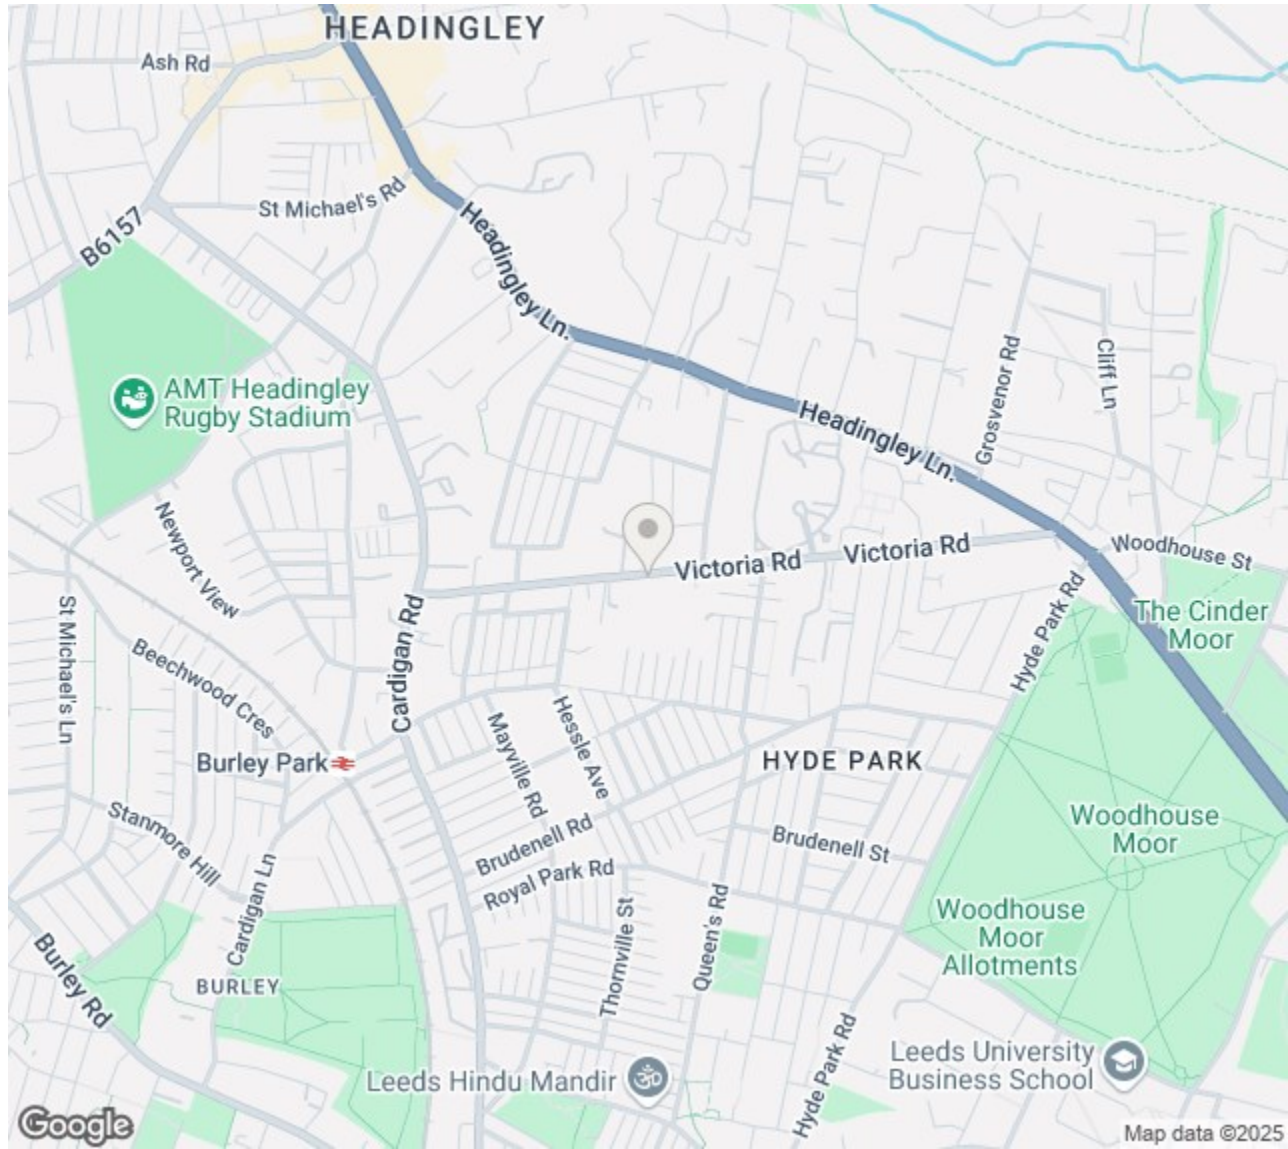 HEADINGLEY
Ash Rd
St Michael's Rd
B6157
Headingley Ln.
AMT Headingley
Rugby Stadium
Grosvenor Rd
Cliff Ln
Headingley Ln.
Newport View
Victoria Rd
Victoria Rd
Woodhouse St
St Michael's Ln
Beechwood Cres
Cardigan Rd
Hyde Park Rd
The Cinder
Moor
Burley Park
Mayville Rd
Hessle Ave
HYDE PARK
Stanmore Hill
Cardigan Ln
Brudenell Rd
Royal Park Rd
Brudenell St
Woodhouse
Moor
Woodhouse
Moor
Allotments
Burley Rd
BURLEY
Thornville St
Queen's Rd
Hyde Park Rd
Leeds Hindu Mandir
Leeds University
Business School
Google
Map data ©2025